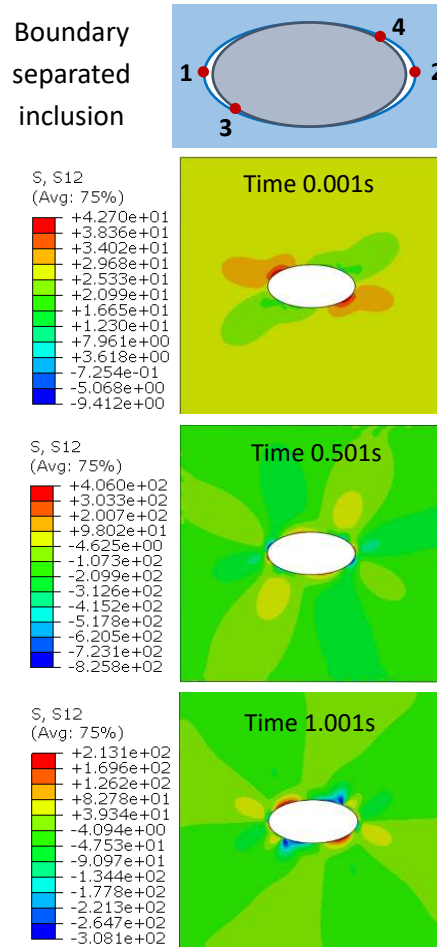 Boundary
separated
inclusion
1
2
3
4
S, S12
(Avg: 75%)
+4.270e+01
+3.836e+01
+3.402e+01
+2.968e+01
+2.533e+01
+2.099e+01
+1.665e+01
+1.230e+01
+7.961e+00
+3.618e+00
-7.254e-01
-5.068e+00
-9.412e+00
Time 0.001s
S, S12
(Avg: 75%)
+4.060e+02
+3.033e+02
+2.007e+02
+9.802e+01
-4.625e+00
-1.073e+02
-2.099e+02
-3.126e+02
-4.152e+02
-5.178e+02
-6.205e+02
-7.231e+02
-8.258e+02
Time 0.501s
S, S12
(Avg: 75%)
+2.131e+02
+1.696e+02
+1.262e+02
+8.278e+01
+3.934e+01
-4.094e+00
-4.753e+01
-9.097e+01
-1.344e+02
-1.778e+02
-2.213e+02
-2.647e+02
-3.081e+02
Time 1.001s